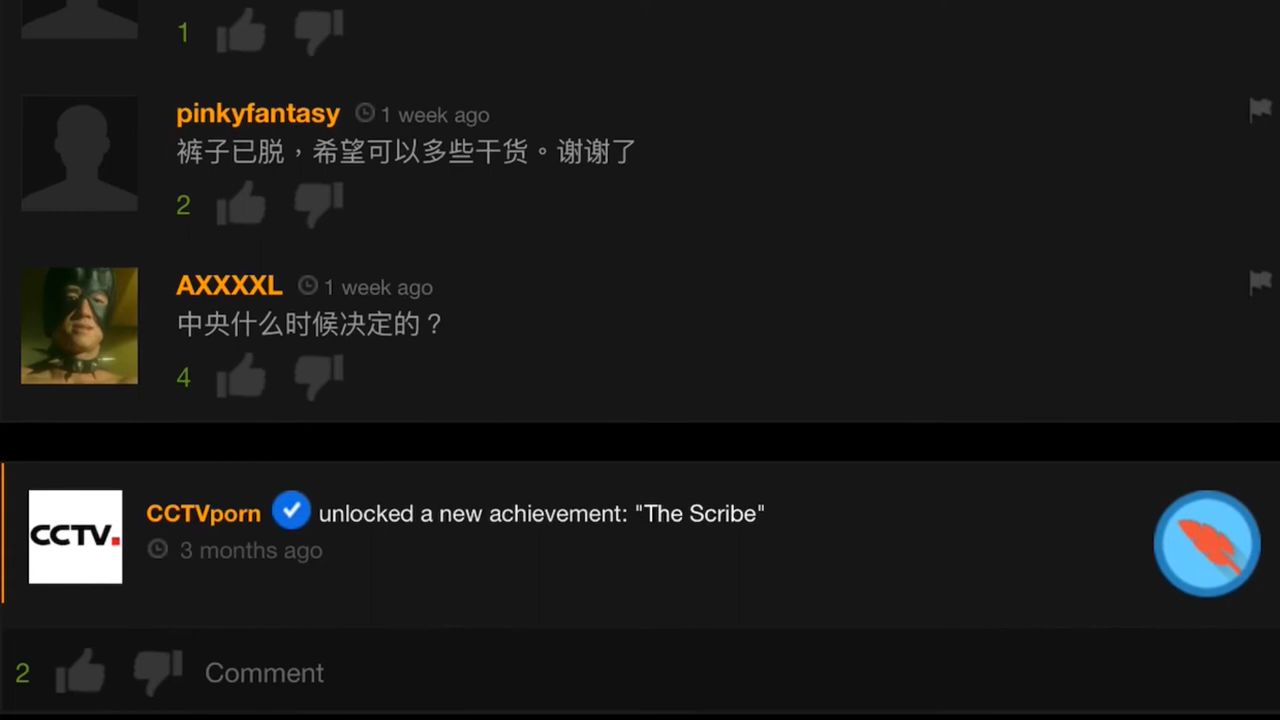 1
pinkyfantasy 1 week ago
裤子已脱，希望可以多些干货。谢谢了
2
AXXXXL 1 week ago
中央什么时候决定的？
4
CCTV.
CCTVporn unlocked a new achievement: "The Scribe"
3 months ago
2 Comment